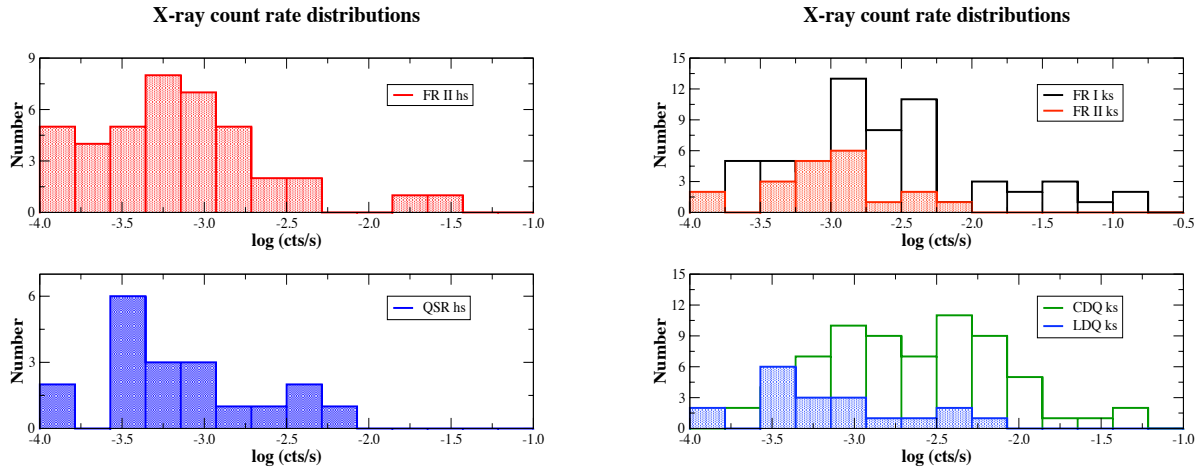 X-ray count rate distributions
9
6
3
0
Number
FR II hs
-4.0 -3.5 -3.0 -2.5 -2.0 -1.5 -1.0
log (cts/s)
6
3
0
Number
QSR hs
-4.0 -3.5 -3.0 -2.5 -2.0 -1.5 -1.0
log (cts/s)
X-ray count rate distributions
15
12
9
6
3
0
Number
FR I ks
FR II ks
-4.0 -3.5 -3.0 -2.5 -2.0 -1.5 -1.0 -0.5
log (cts/s)
15
12
9
6
3
0
Number
CDQ ks
LDQ ks
-4.0 -3.5 -3.0 -2.5 -2.0 -1.5 -1.0
log (cts/s)